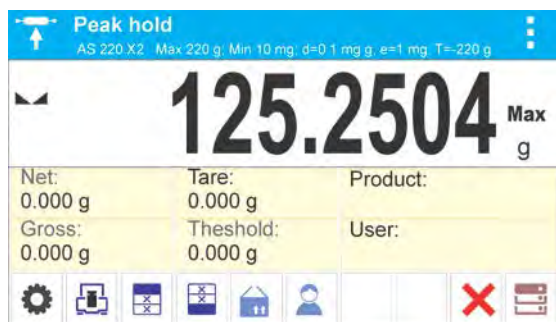 Peak hold
AS 220 X2 Max 220 g; Min 10 mg; d=0 1 mg g, e=1 mg T=-220 g
125.2504 Max
g
Net: Tare: Product:
0.000 g 0.000 g
Gross: Theshold: User:
0.000 g 0.000 g